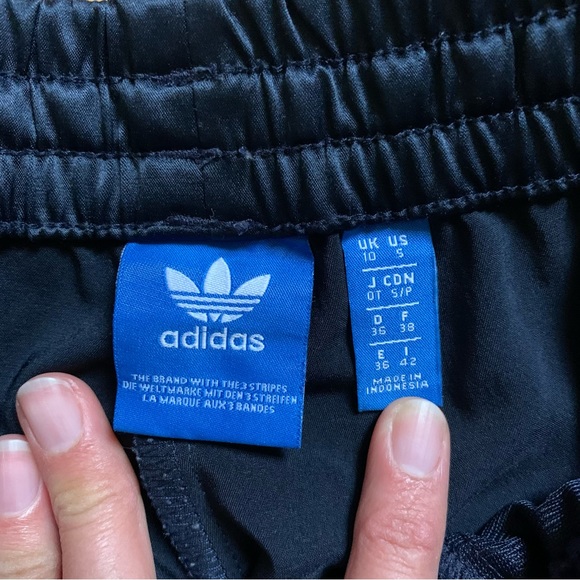 adidas
THE BRAND WITH THE 3 STRIPES
DIE WELTMARKE MIT DEN 3 STREIFEN
LA MARQUE AUX 3 BANDES
UK US
10 S
J CDN
OT S/P
D F
36 38
E I
36 42
MADE IN
INDONESIA